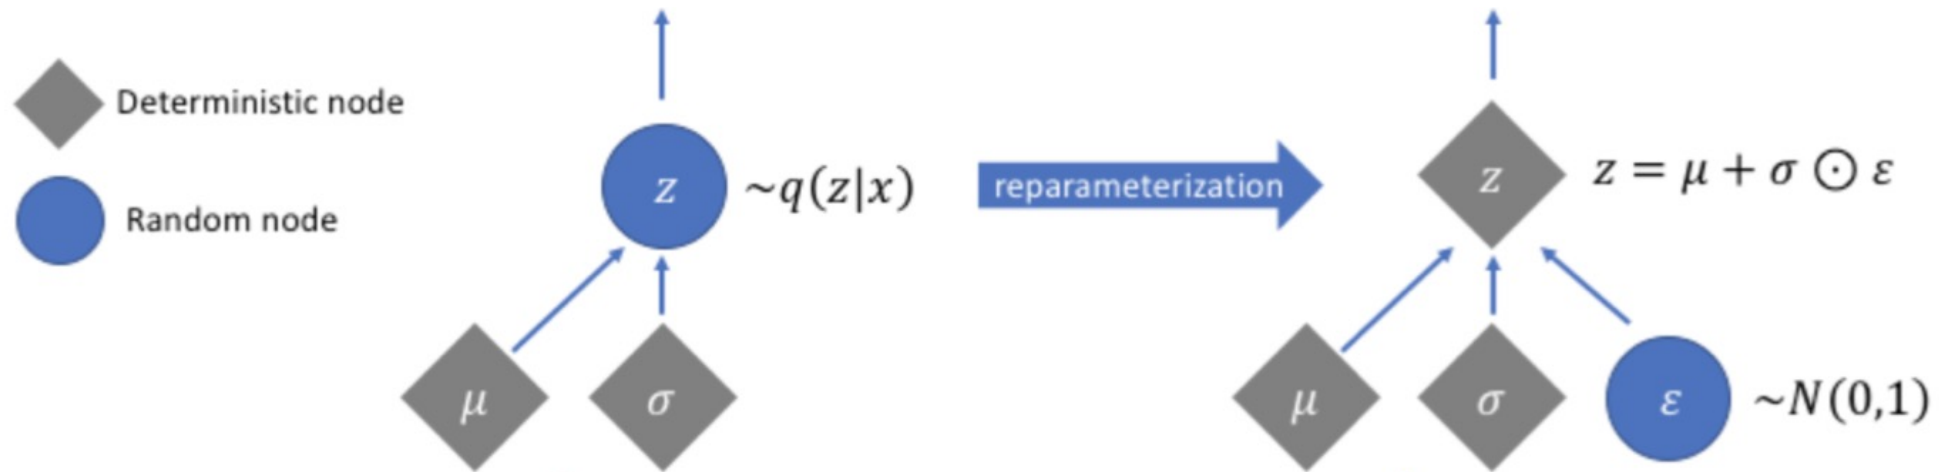 Deterministic node
Random node
z
~q(z|x)
μ
σ
reparameterization
z
z = μ + σ ⊙ ε
μ
σ
ε
~N(0,1)